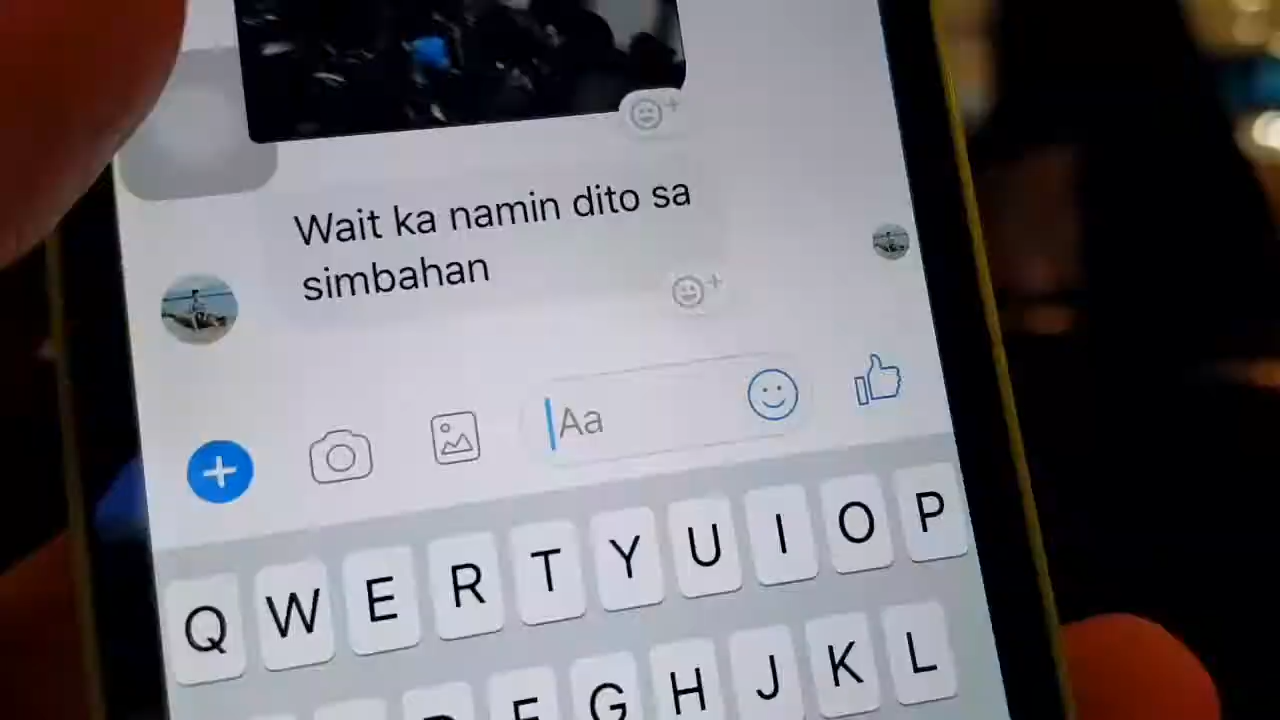 Wait ka namin dito sa
simbahan
Aa
Q W E R T Y U I O P
F G H J K L